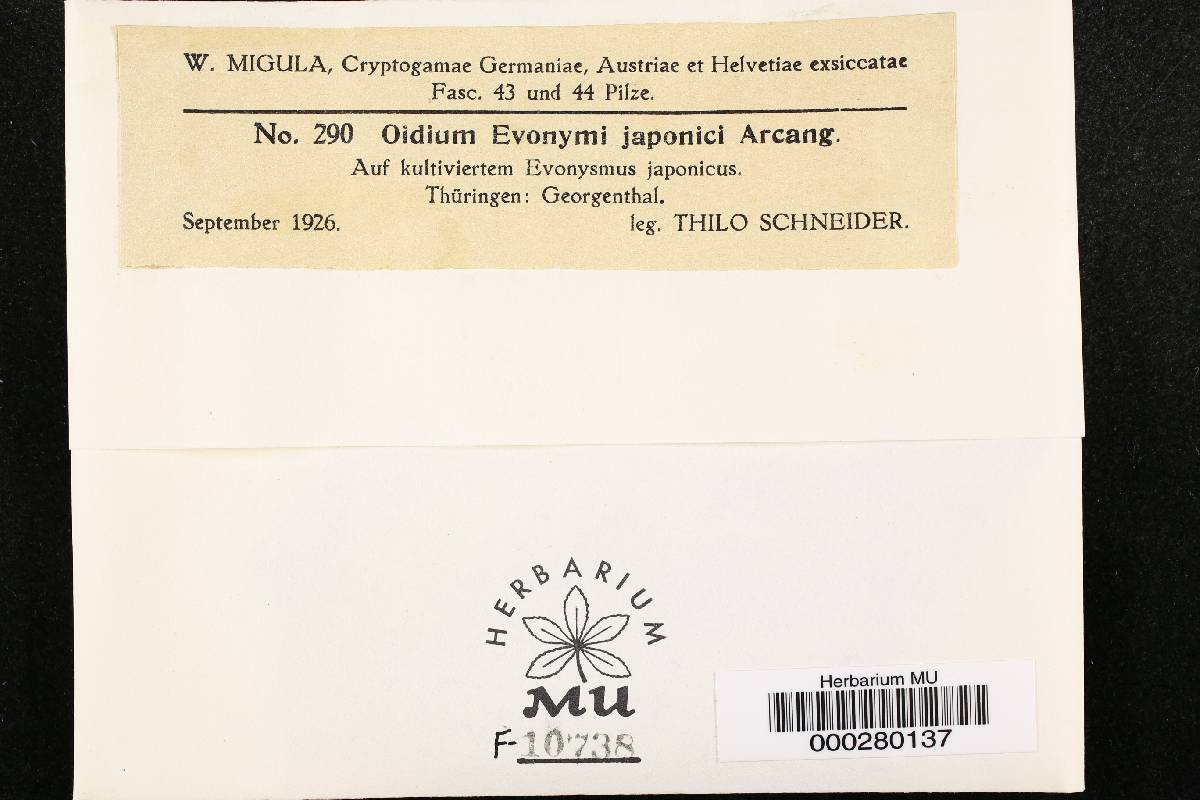 W. MIGULA, Cryptogamae Germaniae, Austriae et Helvetiae exsiccatae
Fasc. 43 und 44 Pilze.
No. 290 Oidium Evonymi japonici Arcang.
Auf kultiviertem Evonysmus japonicus.
Thüringen: Georgenthal.
September 1926. leg. THILO SCHNEIDER.
HERBARIUM
MU
F-10738
Herbarium MU
000280137